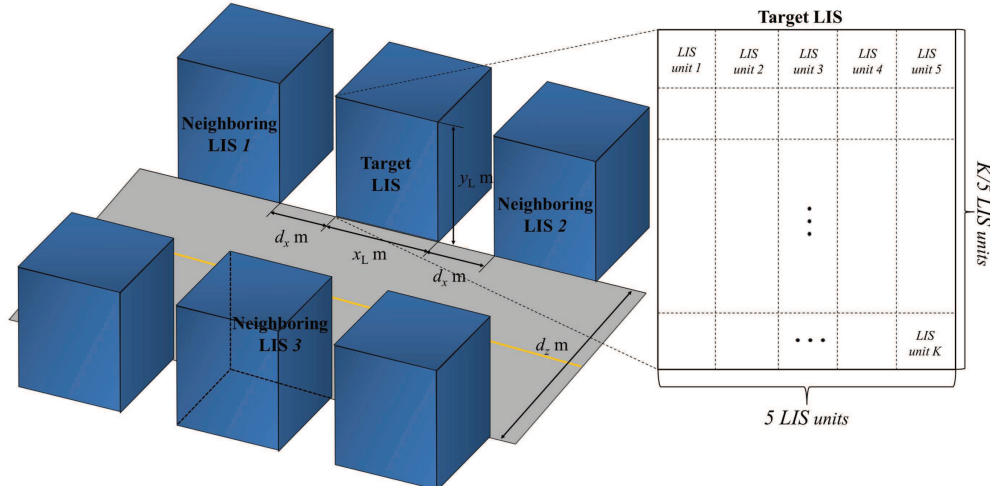 Neighboring
LIS 1
Target
LIS
Neighboring
LIS 2
y_L m
d_x m
x_L m
d_x m
Neighboring
LIS 3
d_z m
Target LIS
LIS
unit 1
LIS
unit 2
LIS
unit 3
LIS
unit 4
LIS
unit 5
LIS
unit K
K/5 LIS units
5 LIS units